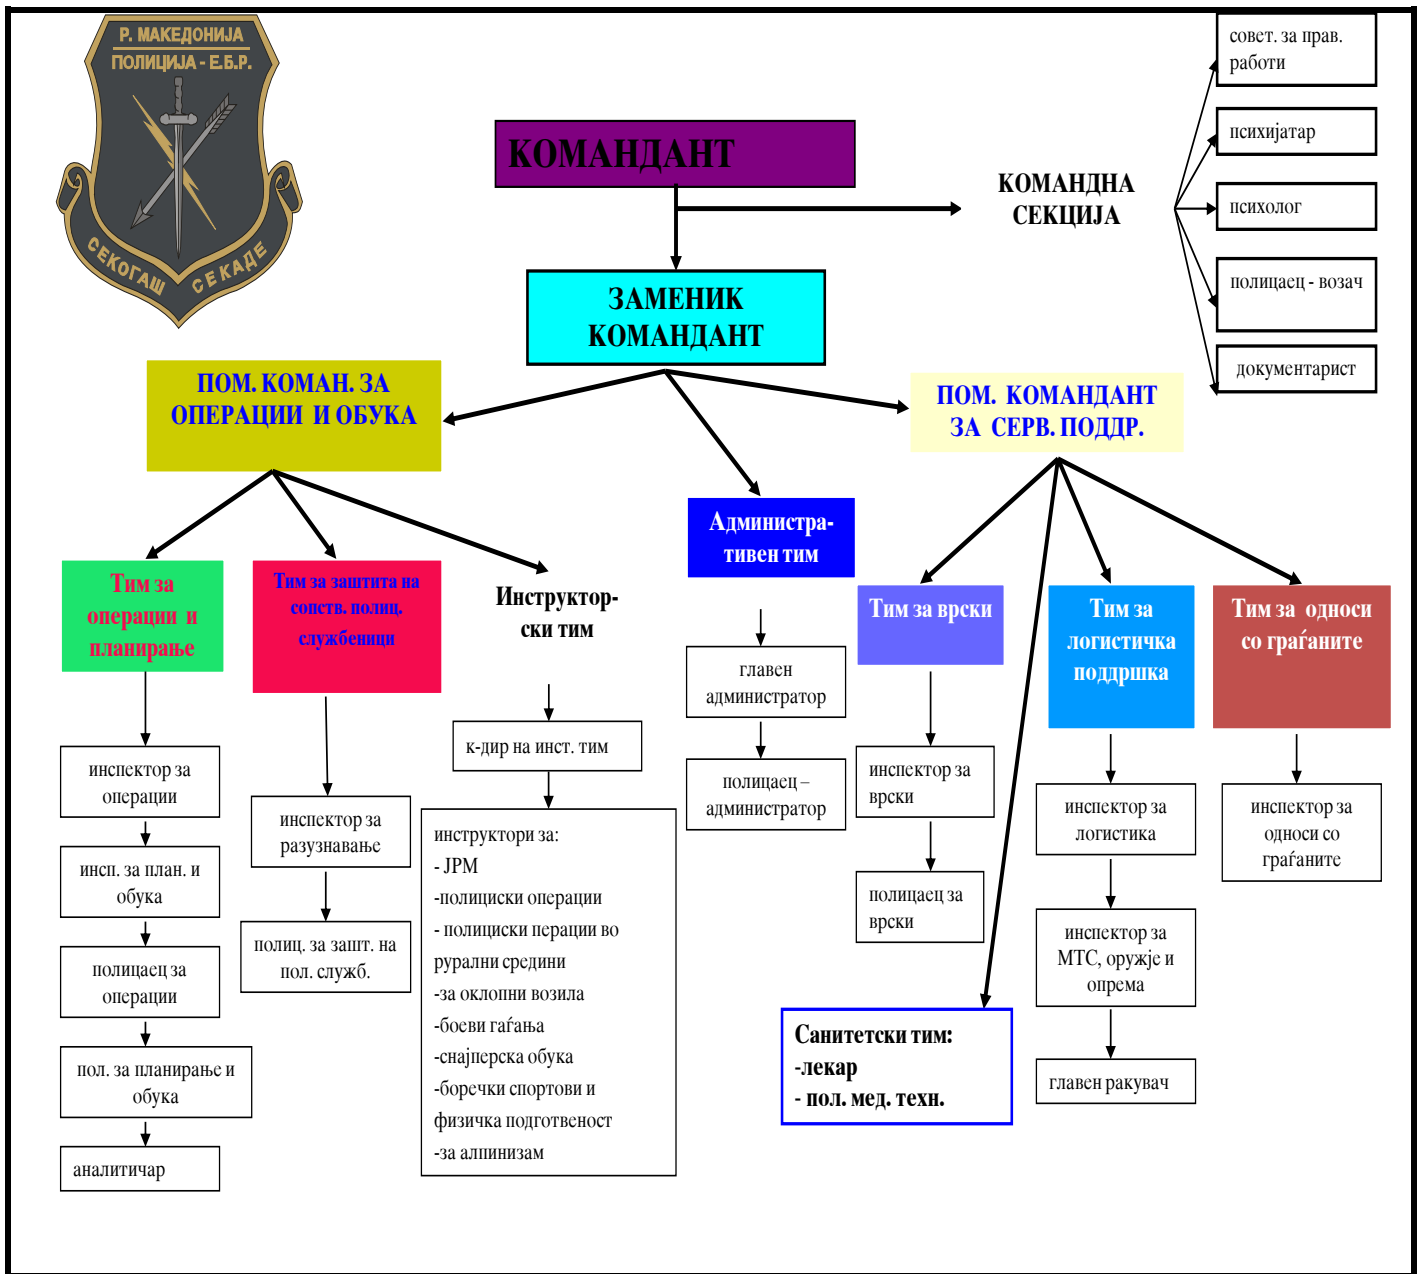 Р. МАКЕДОНИЈА
ПОЛИЦИЈА - Е.Б.Р.
СЕКОГАШ СЕКАДЕ
КОМАНДАНТ
КОМАНДНА
СЕКЦИЈА
совет. за прав.
работи
психијатар
психолог
полицаец - возач
документарист
ЗАМЕНИК
КОМАНДАНТ
ПОМ. КОМАН. ЗА
ОПЕРАЦИИ И ОБУКА
ПОМ. КОМАНДАНТ
ЗА СЕРВ. ПОДДР.
Администра-
тивен тим
Тим за
операции и
планирање
Тим за заштита на
сопств. полиц.
службеници
Инструктор-
ски тим
Тим за врски
Тим за
логистичка
поддршка
Тим за односи
со граѓаните
инспектор за
операции
инсп. за план. и
обука
полицаец за
операции
пол. за планирање и
обука
аналитичар
инспектор за
разузнавање
полиц. за зашт. на
пол. служб.
к-дир на инст. тим
инструктори за:
- ЈРМ
-полициски операции
- полициски перации во
рурални средини
-за оклопни возила
-боеви гаѓања
-снајперска обука
-боречки спортови и
физичка подготвеност
-за алпинизам
главен
администратор
полицаец –
администратор
инспектор за
врски
полицаец за
врски
Санитетски тим:
-лекар
- пол. мед. техн.
инспектор за
логистика
инспектор за
МТС, оружје и
опрема
главен ракувач
инспектор за
односи со
граѓаните